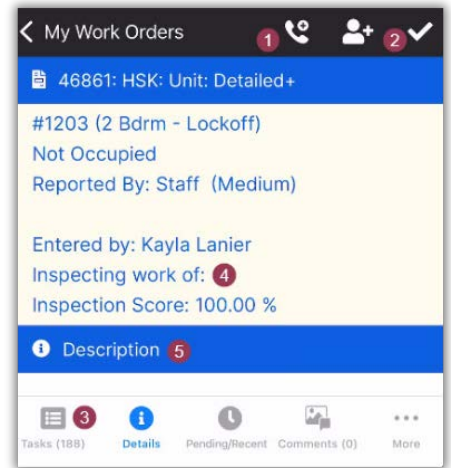 My Work Orders 1 2
46861: HSK: Unit: Detailed+
#1203 (2 Bdrm - Lockoff)
Not Occupied
Reported By: Staff (Medium)
Entered by: Kayla Lanier
Inspecting work of: 4
Inspection Score: 100.00 %
Description 5
3
Tasks (188) Details Pending/Recent Comments (0) More